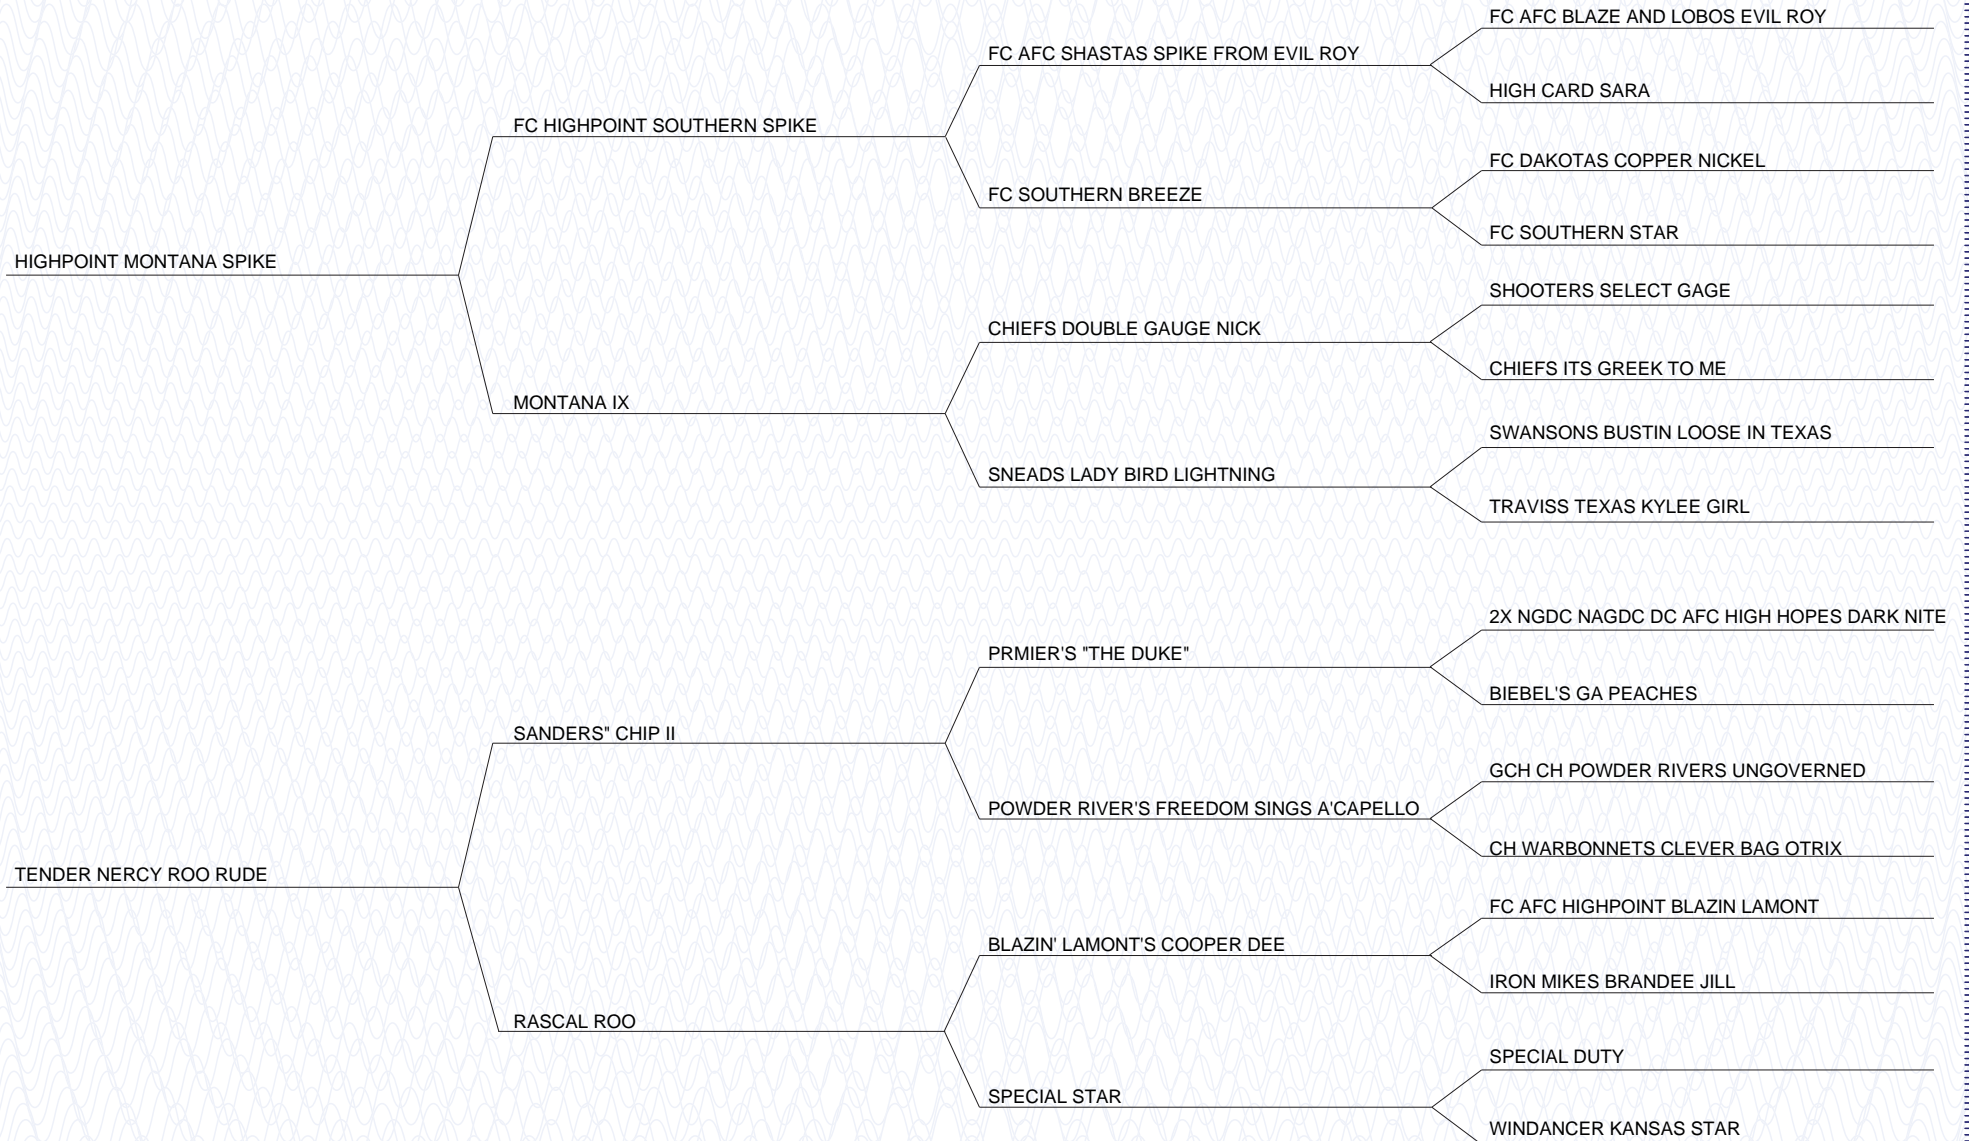 FC AFC BLAZE AND LOBOS EVIL ROY
FC AFC SHASTAS SPIKE FROM EVIL ROY
HIGH CARD SARA
FC HIGHPOINT SOUTHERN SPIKE
FC DAKOTAS COPPER NICKEL
FC SOUTHERN BREEZE
FC SOUTHERN STAR
HIGHPOINT MONTANA SPIKE
SHOOTERS SELECT GAGE
CHIEFS DOUBLE GAUGE NICK
CHIEFS ITS GREEK TO ME
MONTANA IX
SWANSONS BUSTIN LOOSE IN TEXAS
SNEADS LADY BIRD LIGHTNING
TRAVISS TEXAS KYLEE GIRL
2X NGDC NAGDC DC AFC HIGH HOPES DARK NITE
PRMIER'S "THE DUKE"
BIEBEL'S GA PEACHES
SANDERS" CHIP II
GCH CH POWDER RIVERS UNGOVERNED
POWDER RIVER'S FREEDOM SINGS A'CAPELLO
CH WARBONNETS CLEVER BAG OTRIX
TENDER NERCY ROO RUDE
FC AFC HIGHPOINT BLAZIN LAMONT
BLAZIN' LAMONT'S COOPER DEE
IRON MIKES BRANDEE JILL
RASCAL ROO
SPECIAL DUTY
SPECIAL STAR
WINDANCER KANSAS STAR